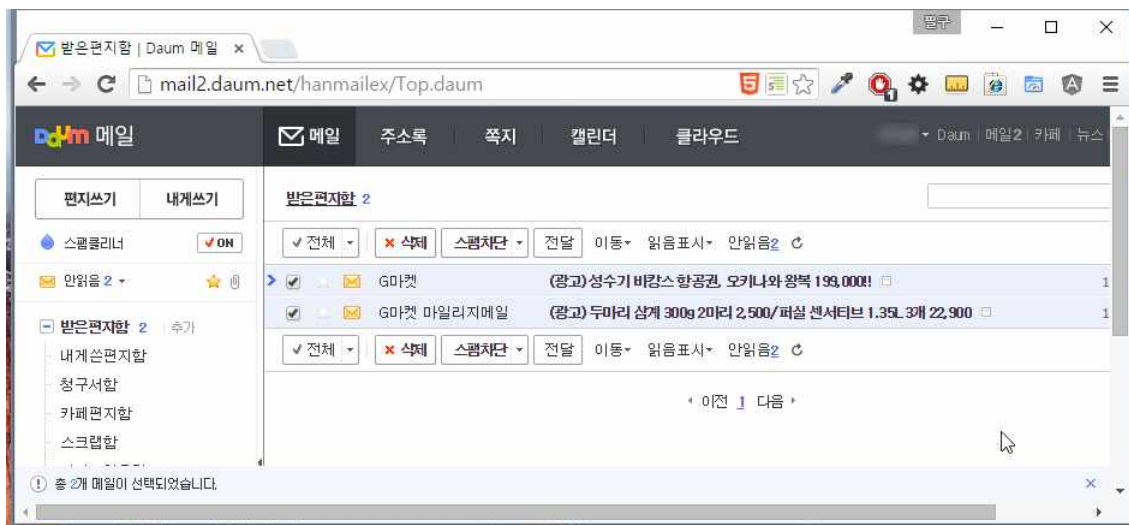 필구
받은편지함 | Daum 메일
mail2.daum.net/hanmailex/Top.daum
1
Daum 메일 메일 주소록 쪽지 캘린더 클라우드 Daum 메일2 카페 뉴스
편지쓰기 내게쓰기 받은편지함 2
스팸클리너 ON 전체 삭제 스팸차단 전달 이동 읽음표시 안읽음2
안읽음 2 G마켓 (광고) 성수기 비캉스 항공권, 오키나와 왕복 199,000!! 1
G마켓 마일리지메일 (광고) 두마리 삼계 300g 2마리 2,500/퍼실 센서티브 1.35L 3개 22,900 1
받은편지함 2 추가
내게쓴편지함 전체 삭제 스팸차단 전달 이동 읽음표시 안읽음2
청구서함
카페편지함 이전 1 다음
스크랩함
총 2개 메일이 선택되었습니다.